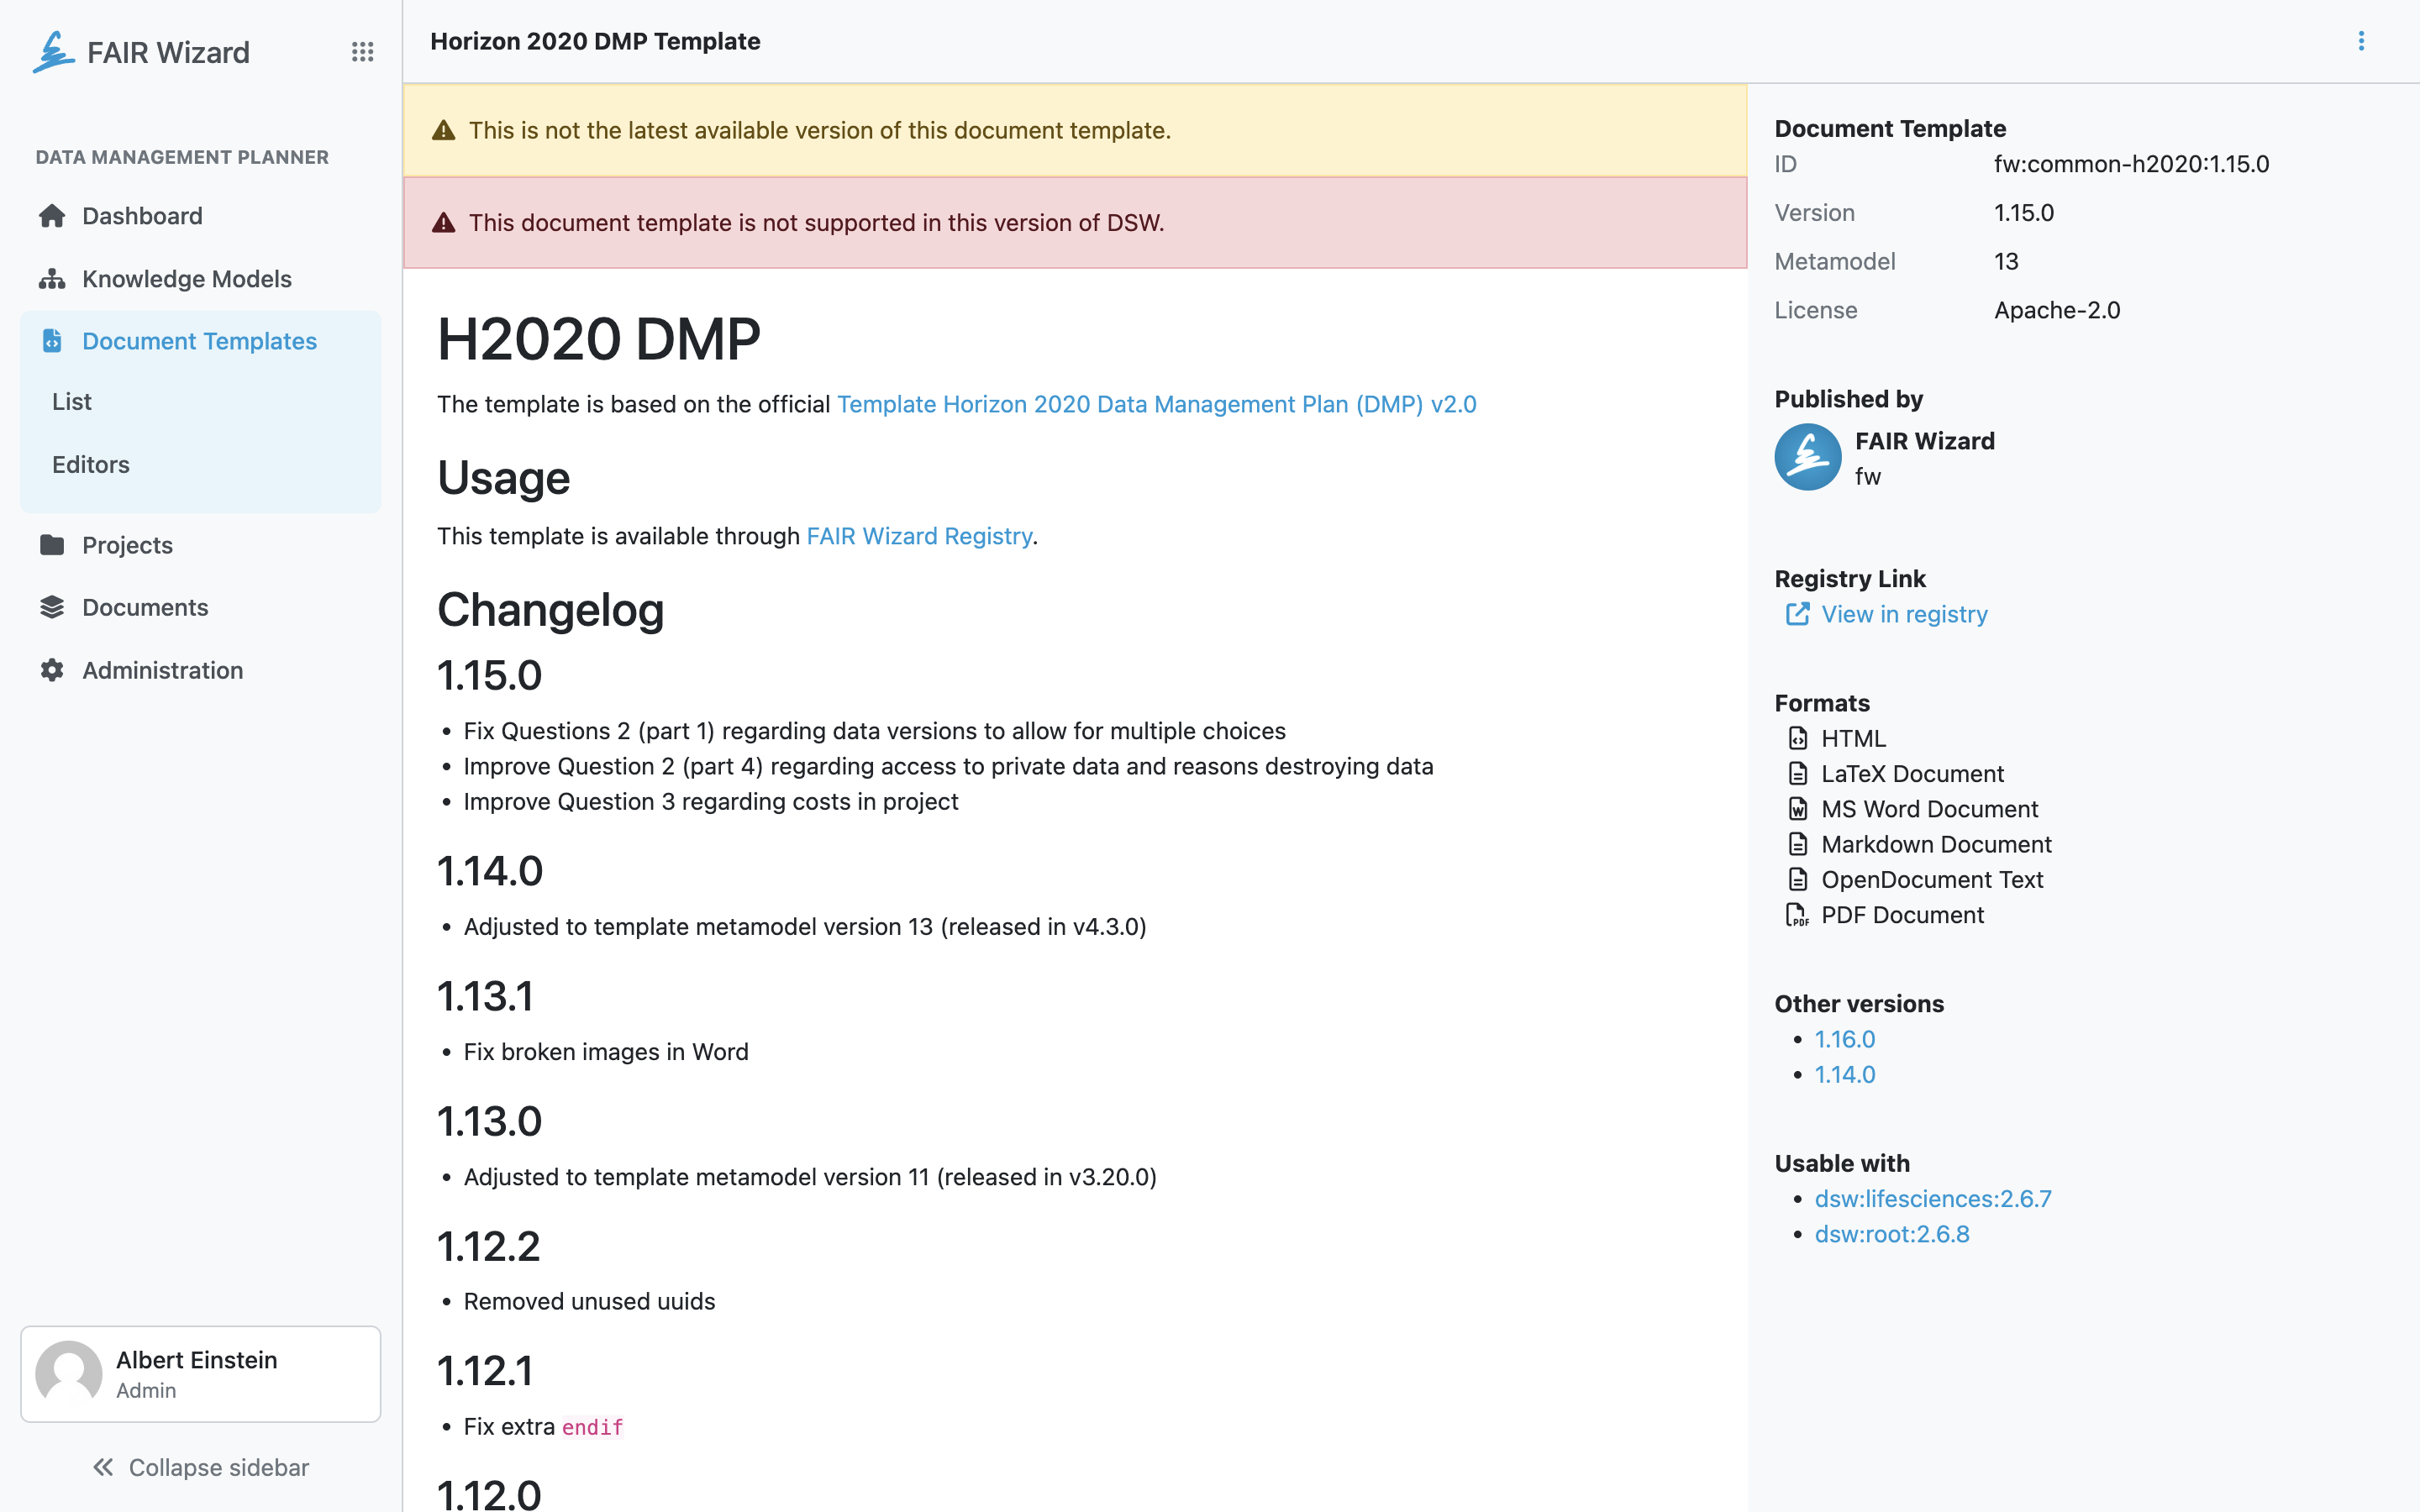 FAIR Wizard
DATA MANAGEMENT PLANNER
Dashboard
Knowledge Models
Document Templates
List
Editors
Projects
Documents
Administration
Albert Einstein
Admin
Collapse sidebar
Horizon 2020 DMP Template
This is not the latest available version of this document template.
This document template is not supported in this version of DSW.
H2020 DMP
The template is based on the official Template Horizon 2020 Data Management Plan (DMP) v2.0
Usage
This template is available through FAIR Wizard Registry.
Changelog
1.15.0
• Fix Questions 2 (part 1) regarding data versions to allow for multiple choices
• Improve Question 2 (part 4) regarding access to private data and reasons destroying data
• Improve Question 3 regarding costs in project
1.14.0
• Adjusted to template metamodel version 13 (released in v4.3.0)
1.13.1
• Fix broken images in Word
1.13.0
• Adjusted to template metamodel version 11 (released in v3.20.0)
1.12.2
• Removed unused uuids
1.12.1
• Fix extra endif
1.12.0
Document Template
ID fw:common-h2020:1.15.0
Version 1.15.0
Metamodel 13
License Apache-2.0
Published by
FAIR Wizard
fw
Registry Link
View in registry
Formats
HTML
LaTeX Document
MS Word Document
Markdown Document
OpenDocument Text
PDF Document
Other versions
• 1.16.0
• 1.14.0
Usable with
• dsw:lifesciences:2.6.7
• dsw:root:2.6.8